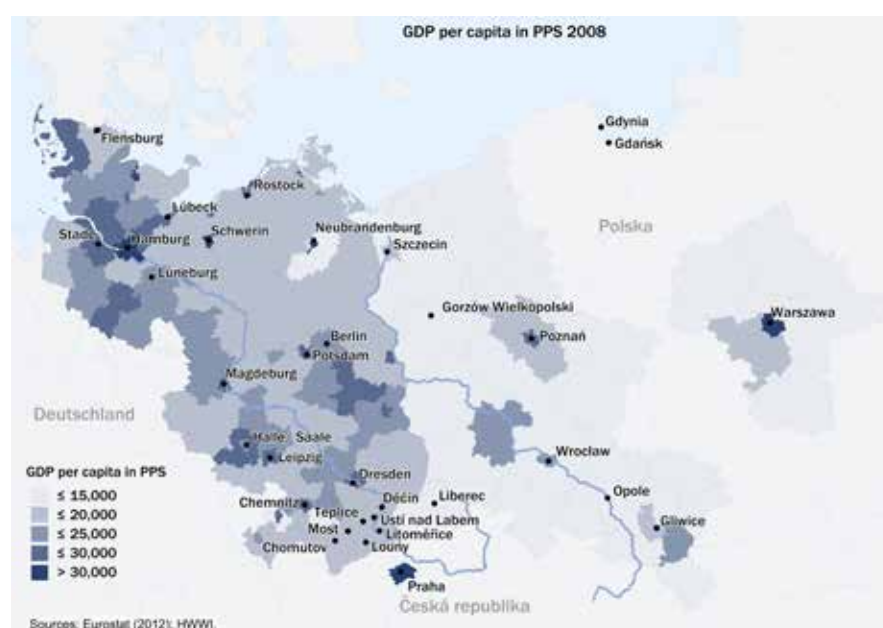 GDP per capita in PPS 2008
Gdynia
Gdańsk
Flensburg
Rostock
Lübeck
Polska
Stade
Hamburg
Schwerin
Neubrandenburg
Szczecin
Lüneburg
Gorzów Wielkopolski
Warszawa
Berlin
Poznań
Potsdam
Magdeburg
Deutschland
Halle/ Saale
Leipzig
Wrocław
GDP per capita in PPS
Dresden
≤ 15,000
Chemnitz
Děčín
Liberec
Opole
≤ 20,000
Teplice
Ústí nad Labem
Gliwice
≤ 25,000
Most
Litoměřice
≤ 30,000
Chomutov
Louny
> 30,000
Praha
Česká republika
Sources: Eurostat (2012); HWWI.